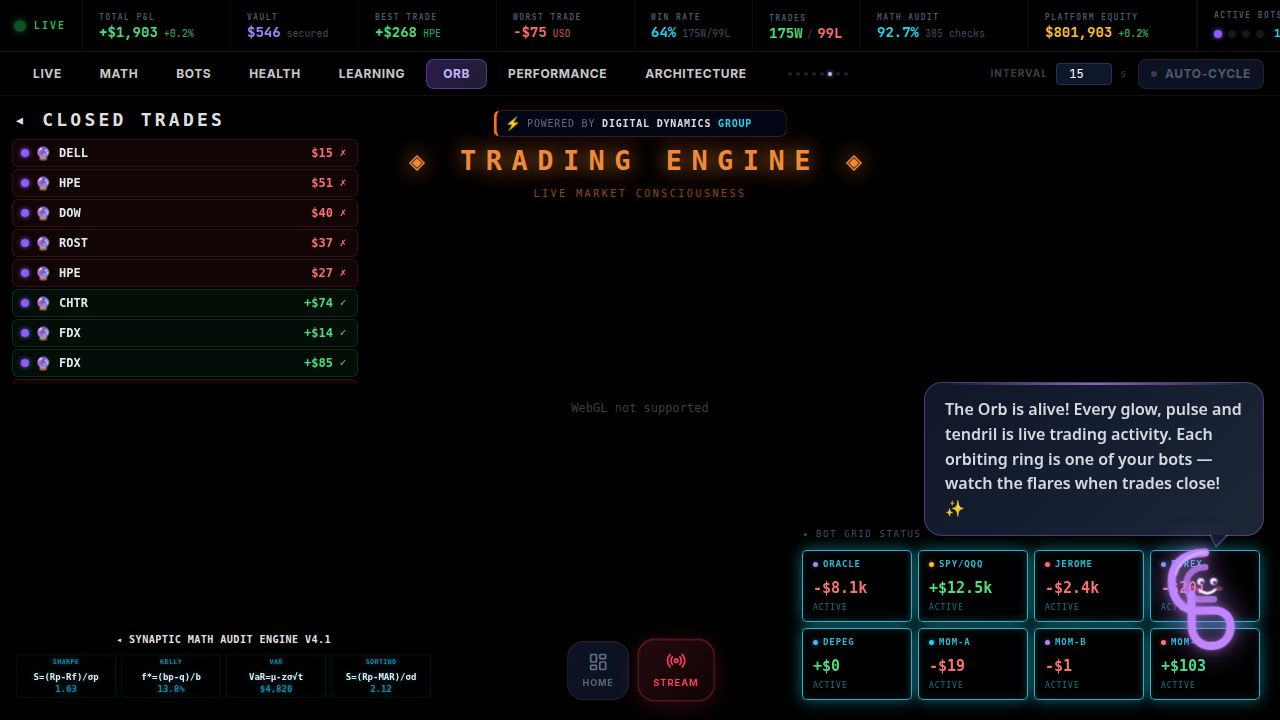 LIVE
TOTAL P&L
+$1,903 +0.2%
VAULT
$546 secured
BEST TRADE
+$268 HPE
WORST TRADE
-$75 USO
WIN RATE
64% 175W/99L
TRADES
175W / 99L
MATH AUDIT
92.7% 385 checks
PLATFORM EQUITY
$801,903 +0.2%
ACTIVE BOTS
LIVE
MATH
BOTS
HEALTH
LEARNING
ORB
PERFORMANCE
ARCHITECTURE
INTERVAL
15
s
AUTO-CYCLE
◂ CLOSED TRADES
DELL $15 ✗
HPE $51 ✗
DOW $40 ✗
ROST $37 ✗
HPE $27 ✗
CHTR +$74 ✓
FDX +$14 ✓
FDX +$85 ✓
⚡ POWERED BY DIGITAL DYNAMICS GROUP
◈ TRADING ENGINE ◈
LIVE MARKET CONSCIOUSNESS
WebGL not supported
The Orb is alive! Every glow, pulse and
tendril is live trading activity. Each
orbiting ring is one of your bots —
watch the flares when trades close!
✨
◂ BOT GRID STATUS
ORACLE
-$8.1k
ACTIVE
SPY/QQQ
+$12.5k
ACTIVE
JEROME
-$2.4k
ACTIVE
DEPEG
+$0
ACTIVE
MOM-A
-$19
ACTIVE
MOM-B
-$1
ACTIVE
+$103
ACTIVE
◂ SYNAPTIC MATH AUDIT ENGINE V4.1
SHARPE
S=(Rp-Rf)/σp
1.63
KELLY
f*=(bp-q)/b
13.8%
VAR
VaR=μ-zσ√t
$4,820
SORTINO
S=(Rp-MAR)/σd
2.12
HOME
STREAM